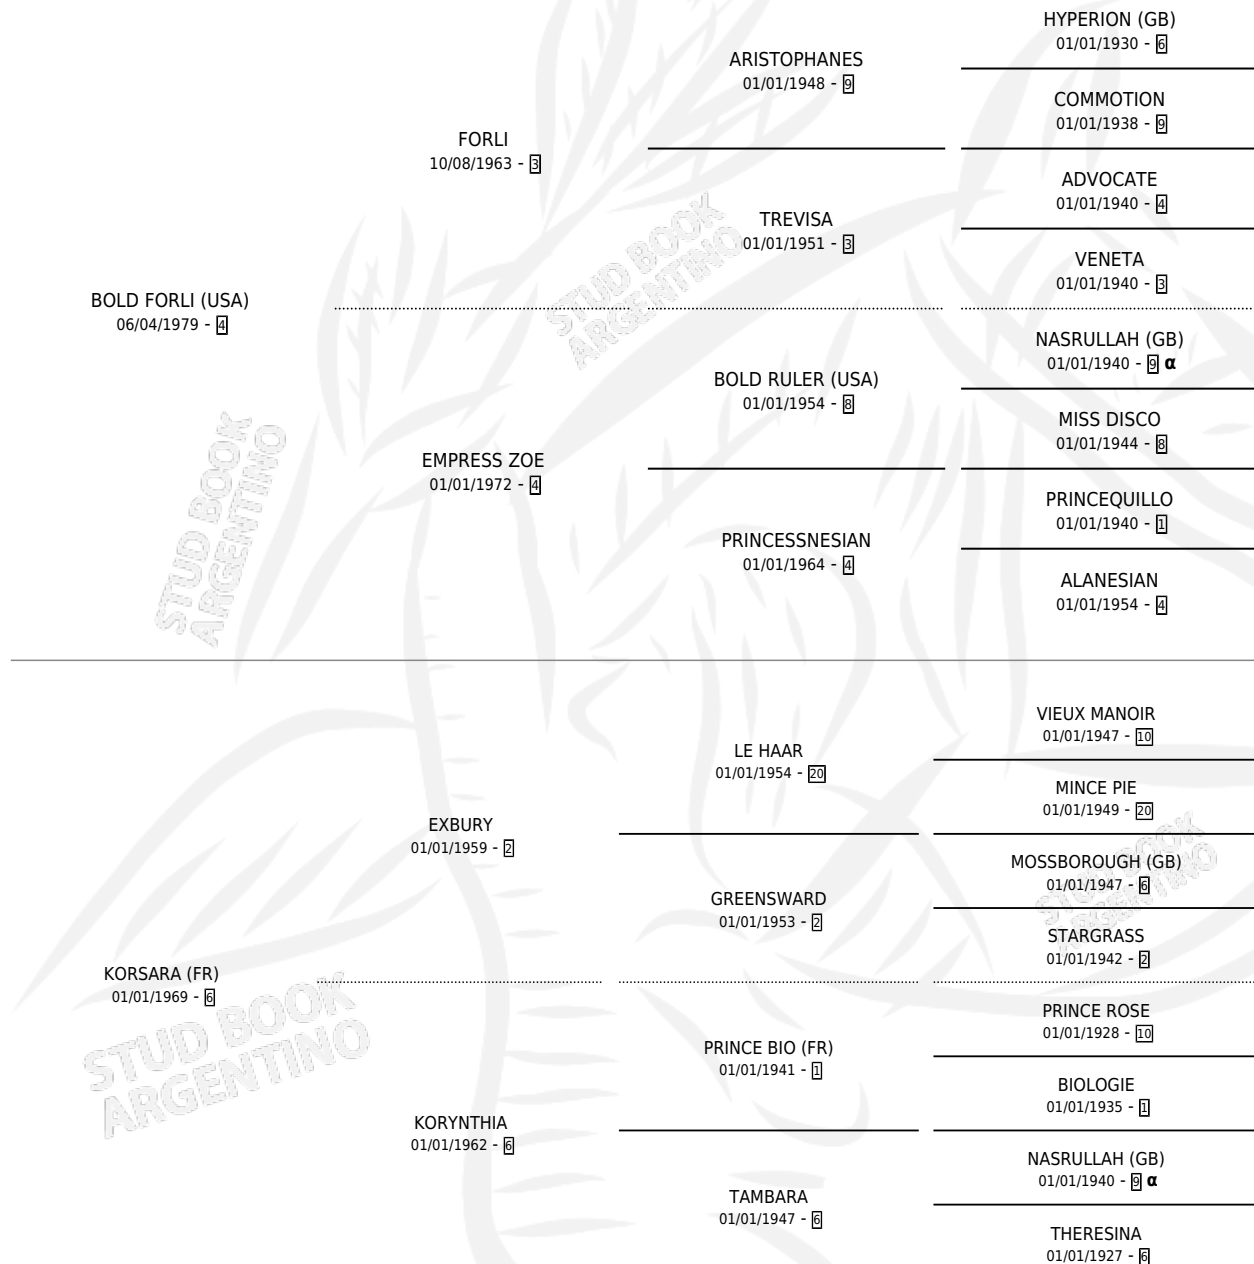 HYPERION (GB)
01/01/1930 - 6
ARISTOPHANES
01/01/1948 - 9
COMMOTION
01/01/1938 - 9
FORLI
10/08/1963 - 3
ADVOCATE
01/01/1940 - 4
TREVISA
01/01/1951 - 3
VENETA
01/01/1940 - 3
BOLD FORLI (USA)
06/04/1979 - 4
NASRULLAH (GB)
01/01/1940 - 9 α
BOLD RULER (USA)
01/01/1954 - 8
MISS DISCO
01/01/1944 - 8
EMPRESS ZOE
01/01/1972 - 4
PRINCEQUILLO
01/01/1940 - 1
PRINCESSNESIAN
01/01/1964 - 4
ALANESIAN
01/01/1954 - 4
VIEUX MANOIR
01/01/1947 - 10
LE HAAR
01/01/1954 - 20
MINCE PIE
01/01/1949 - 20
EXBURY
01/01/1959 - 2
MOSSBOROUGH (GB)
01/01/1947 - 6
GREENSWARD
01/01/1953 - 2
STARGRASS
01/01/1942 - 2
KORSARA (FR)
01/01/1969 - 6
PRINCE ROSE
01/01/1928 - 10
PRINCE BIO (FR)
01/01/1941 - 1
BIOLOGIE
01/01/1935 - 1
KORYNTHIA
01/01/1962 - 6
NASRULLAH (GB)
01/01/1940 - 9 α
TAMBARA
01/01/1947 - 6
THERESINA
01/01/1927 - 6
STUD BOOK
ARGENTINO
STUD BOOK
ARGENTINO
STUD BOOK
ARGENTINO
STUD BOOK
ARGENTINO